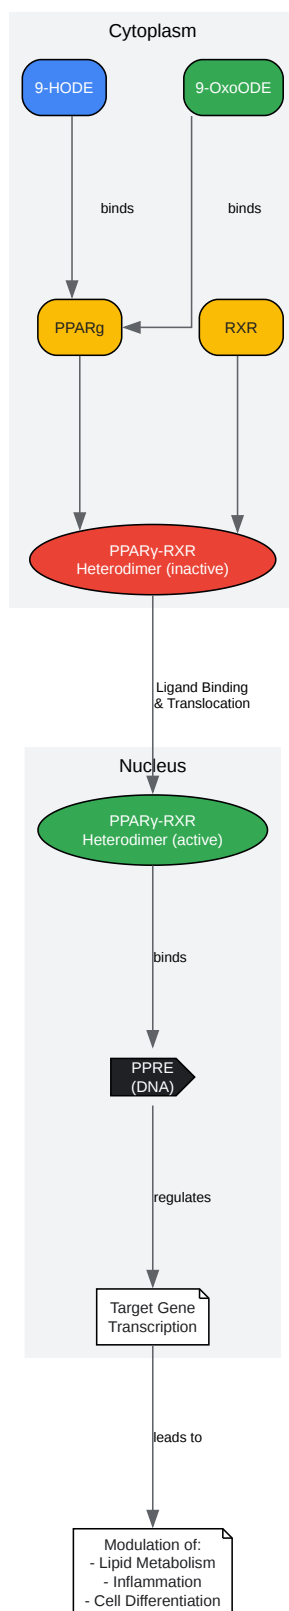 Cytoplasm
9-HODE
9-OxoODE
binds
binds
PPARg
RXR
PPARγ-RXR
Heterodimer (inactive)
Ligand Binding
& Translocation
Nucleus
PPARγ-RXR
Heterodimer (active)
binds
PPRE
(DNA)
regulates
Target Gene
Transcription
leads to
Modulation of:
- Lipid Metabolism
- Inflammation
- Cell Differentiation